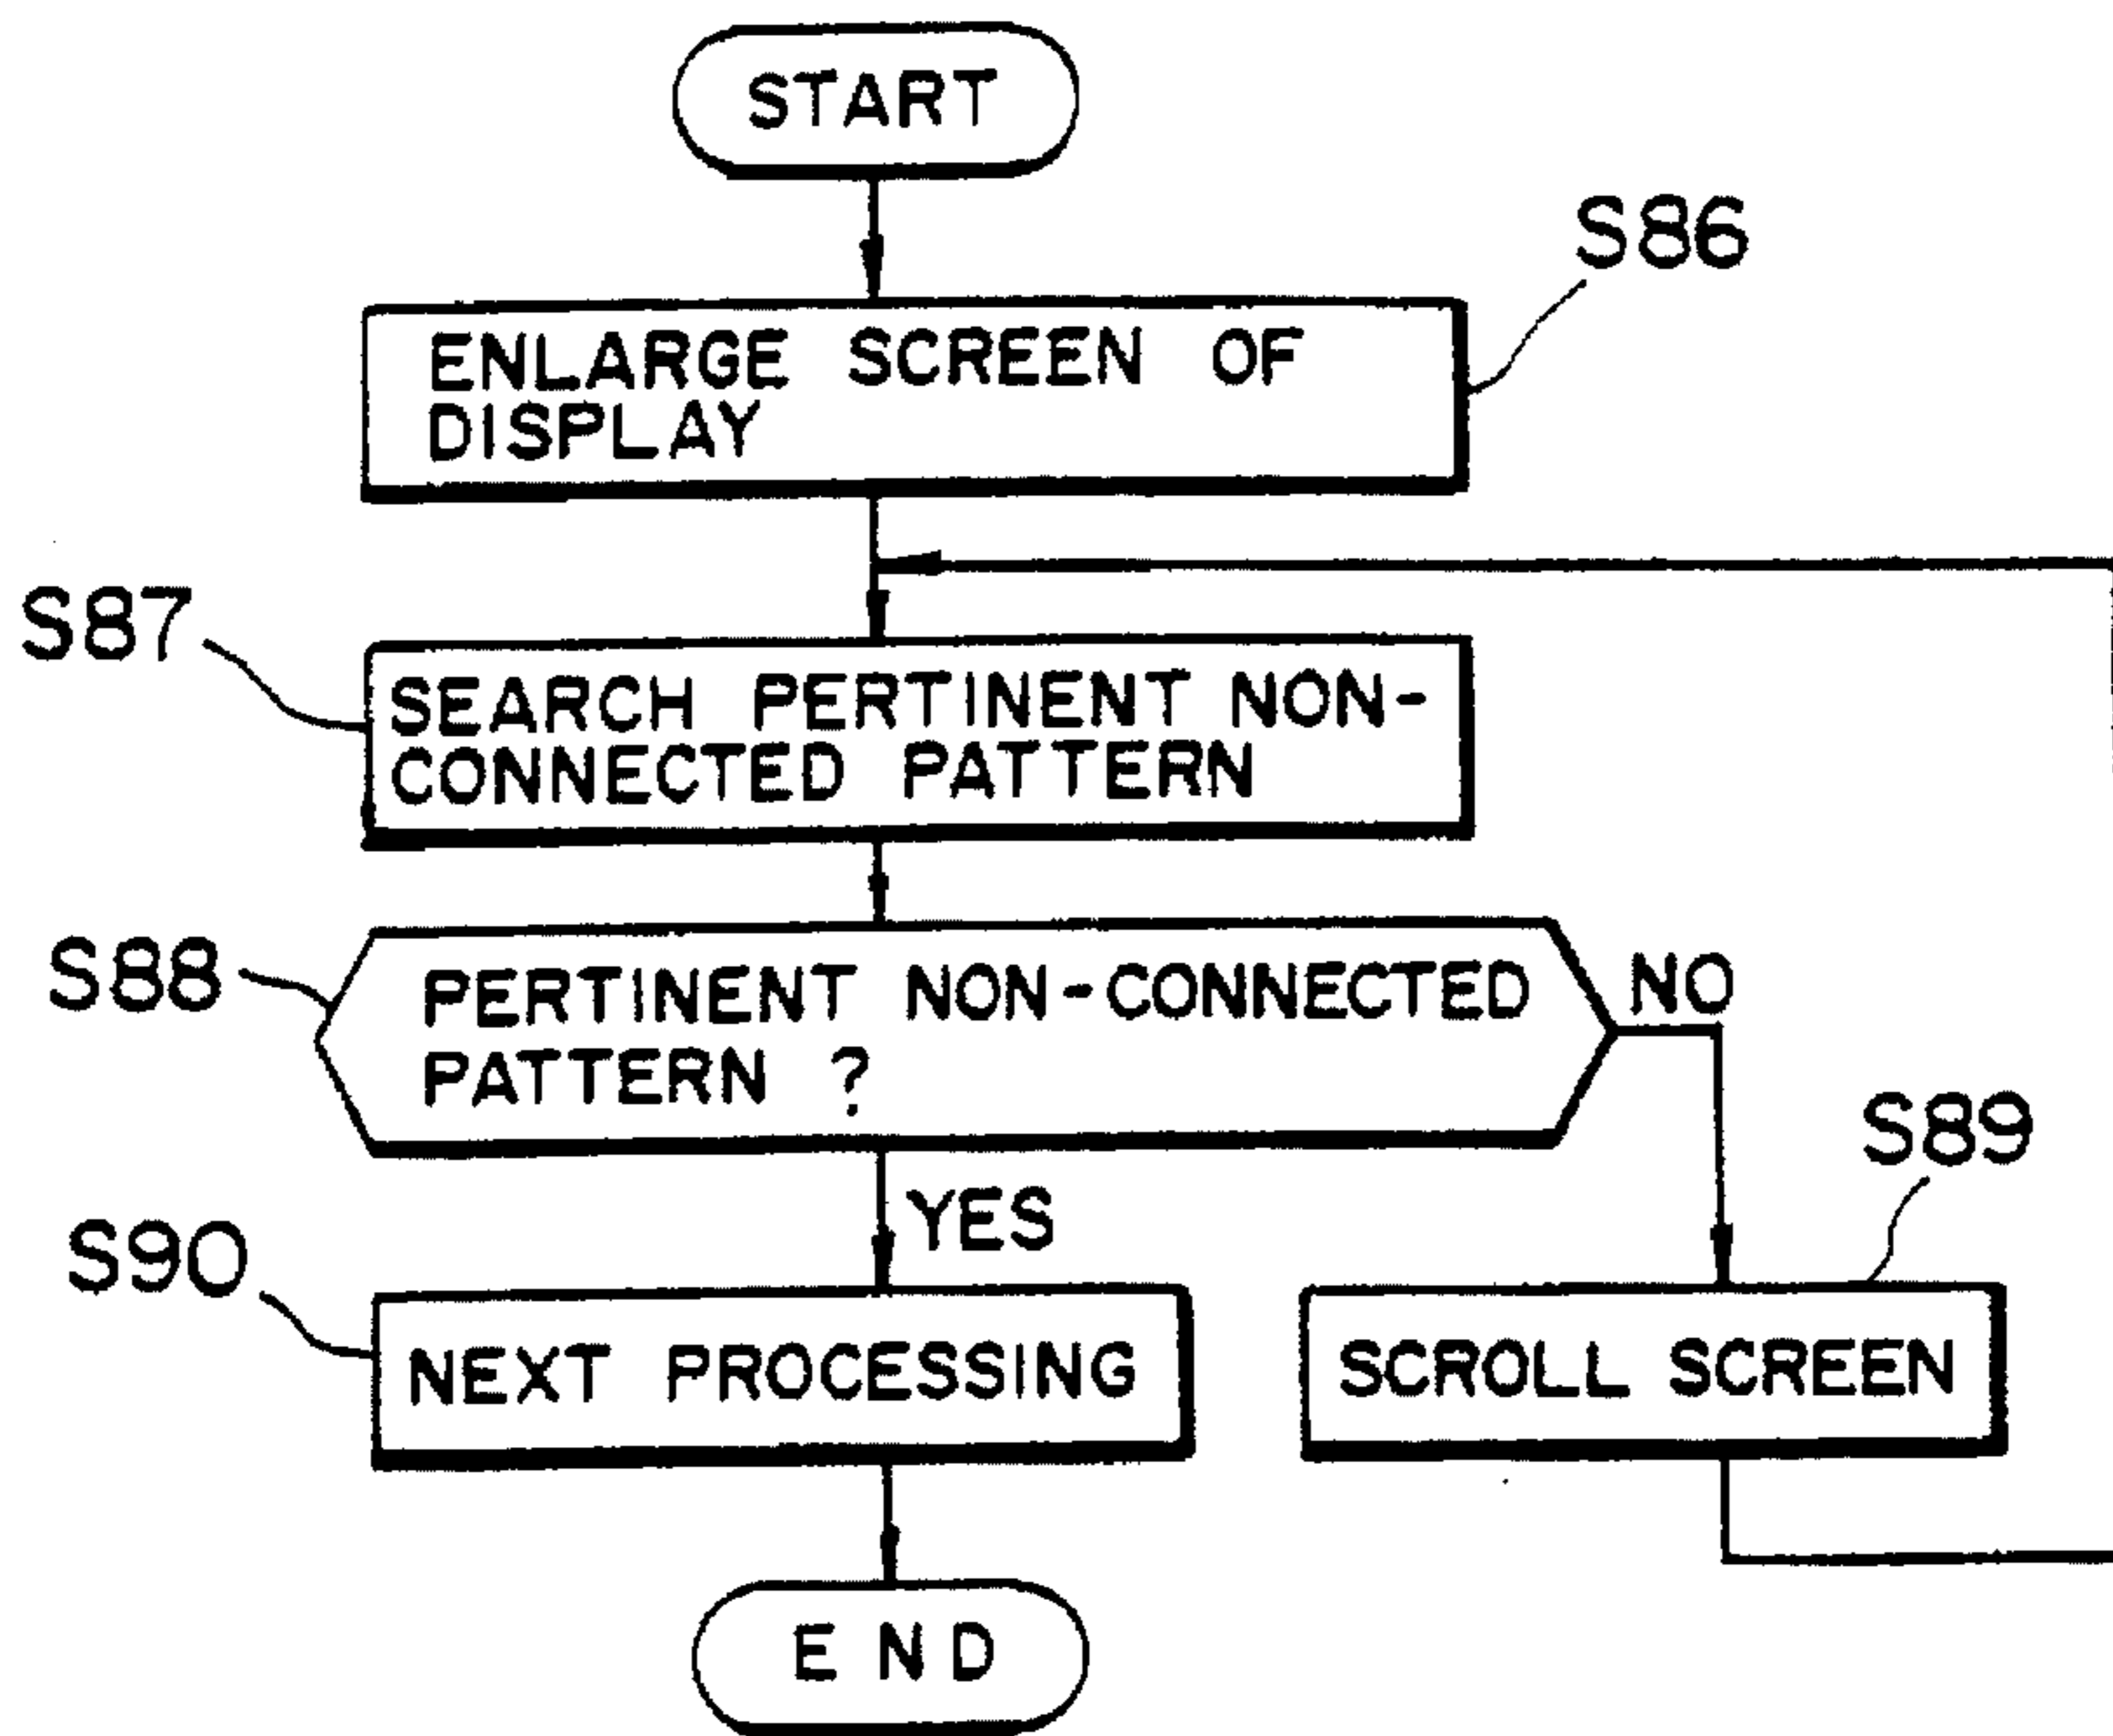 START
S86
ENLARGE SCREEN OF
DISPLAY
S87
SEARCH PERTINENT NON-
CONNECTED PATTERN
S88
PERTINENT NON-CONNECTED
PATTERN ?
NO
S89
YES
S90
NEXT PROCESSING
SCROLL SCREEN
END